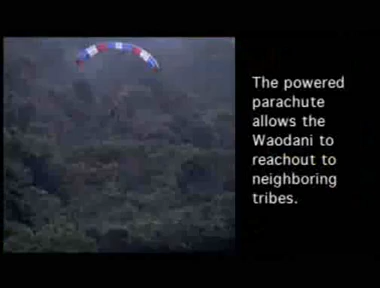 The powered
parachute
allows the
Waodani to
reachout to
neighboring
tribes.